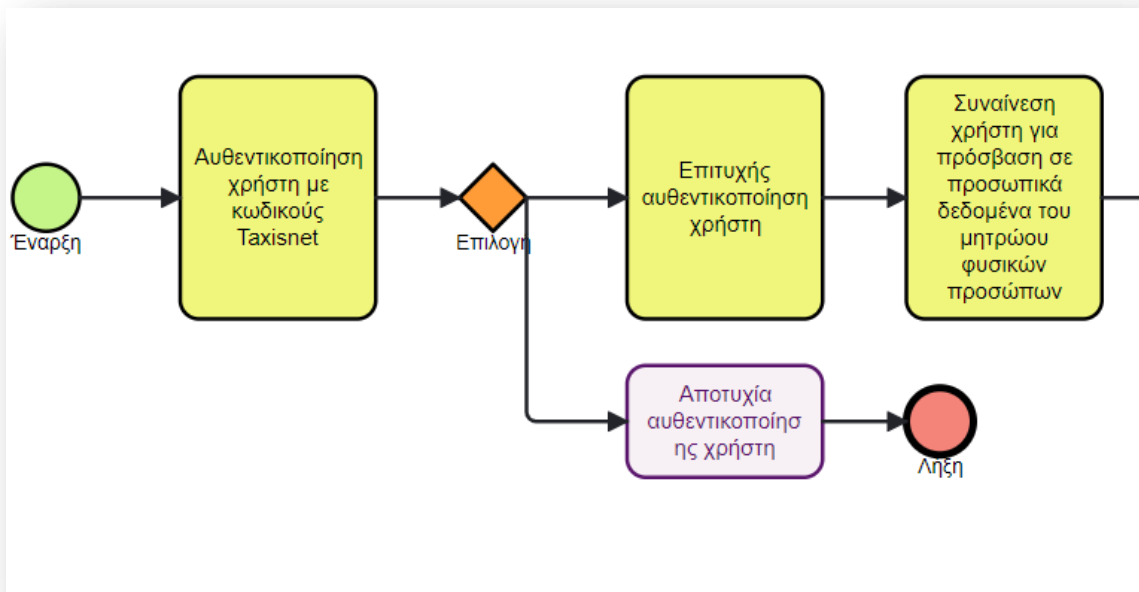 Έναρξη
Αυθεντικοποίηση
χρήστη με
κωδικούς
Taxisnet
Επιλογή
Επιτυχής
αυθεντικοποίηση
χρήστη
Συναίνεση
χρήστη για
πρόσβαση σε
προσωπικά
δεδομένα του
μητρώου
φυσικών
προσώπων
Αποτυχία
αυθεντικοποίησ
ης χρήστη
Λήξη